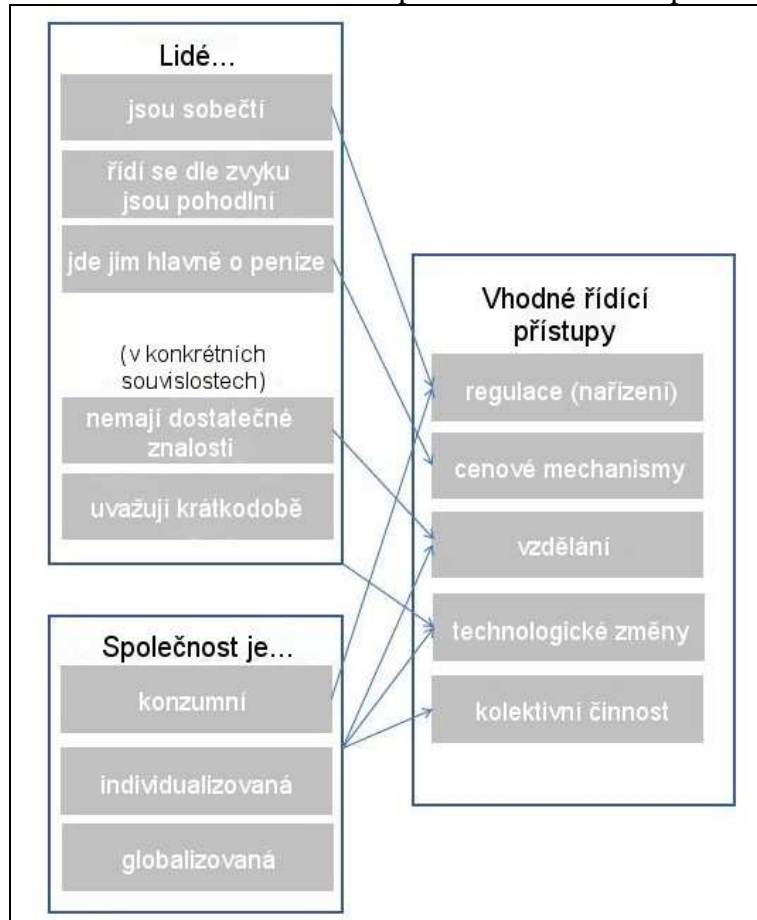 Lidé...
jsou sobečtí
řídí se dle zvyku
jsou pohodlní
jde jim hlavně o peníze
(v konkrétních
souvislostech)
nemají dostatečné
znalosti
uvažují krátkodobě
Společnost je...
konzumní
individualizovaná
globalizovaná
Vhodné řídící
přístupy
regulace (nařízení)
cenové mechanismy
vzdělání
technologické změny
kolektivní činnost